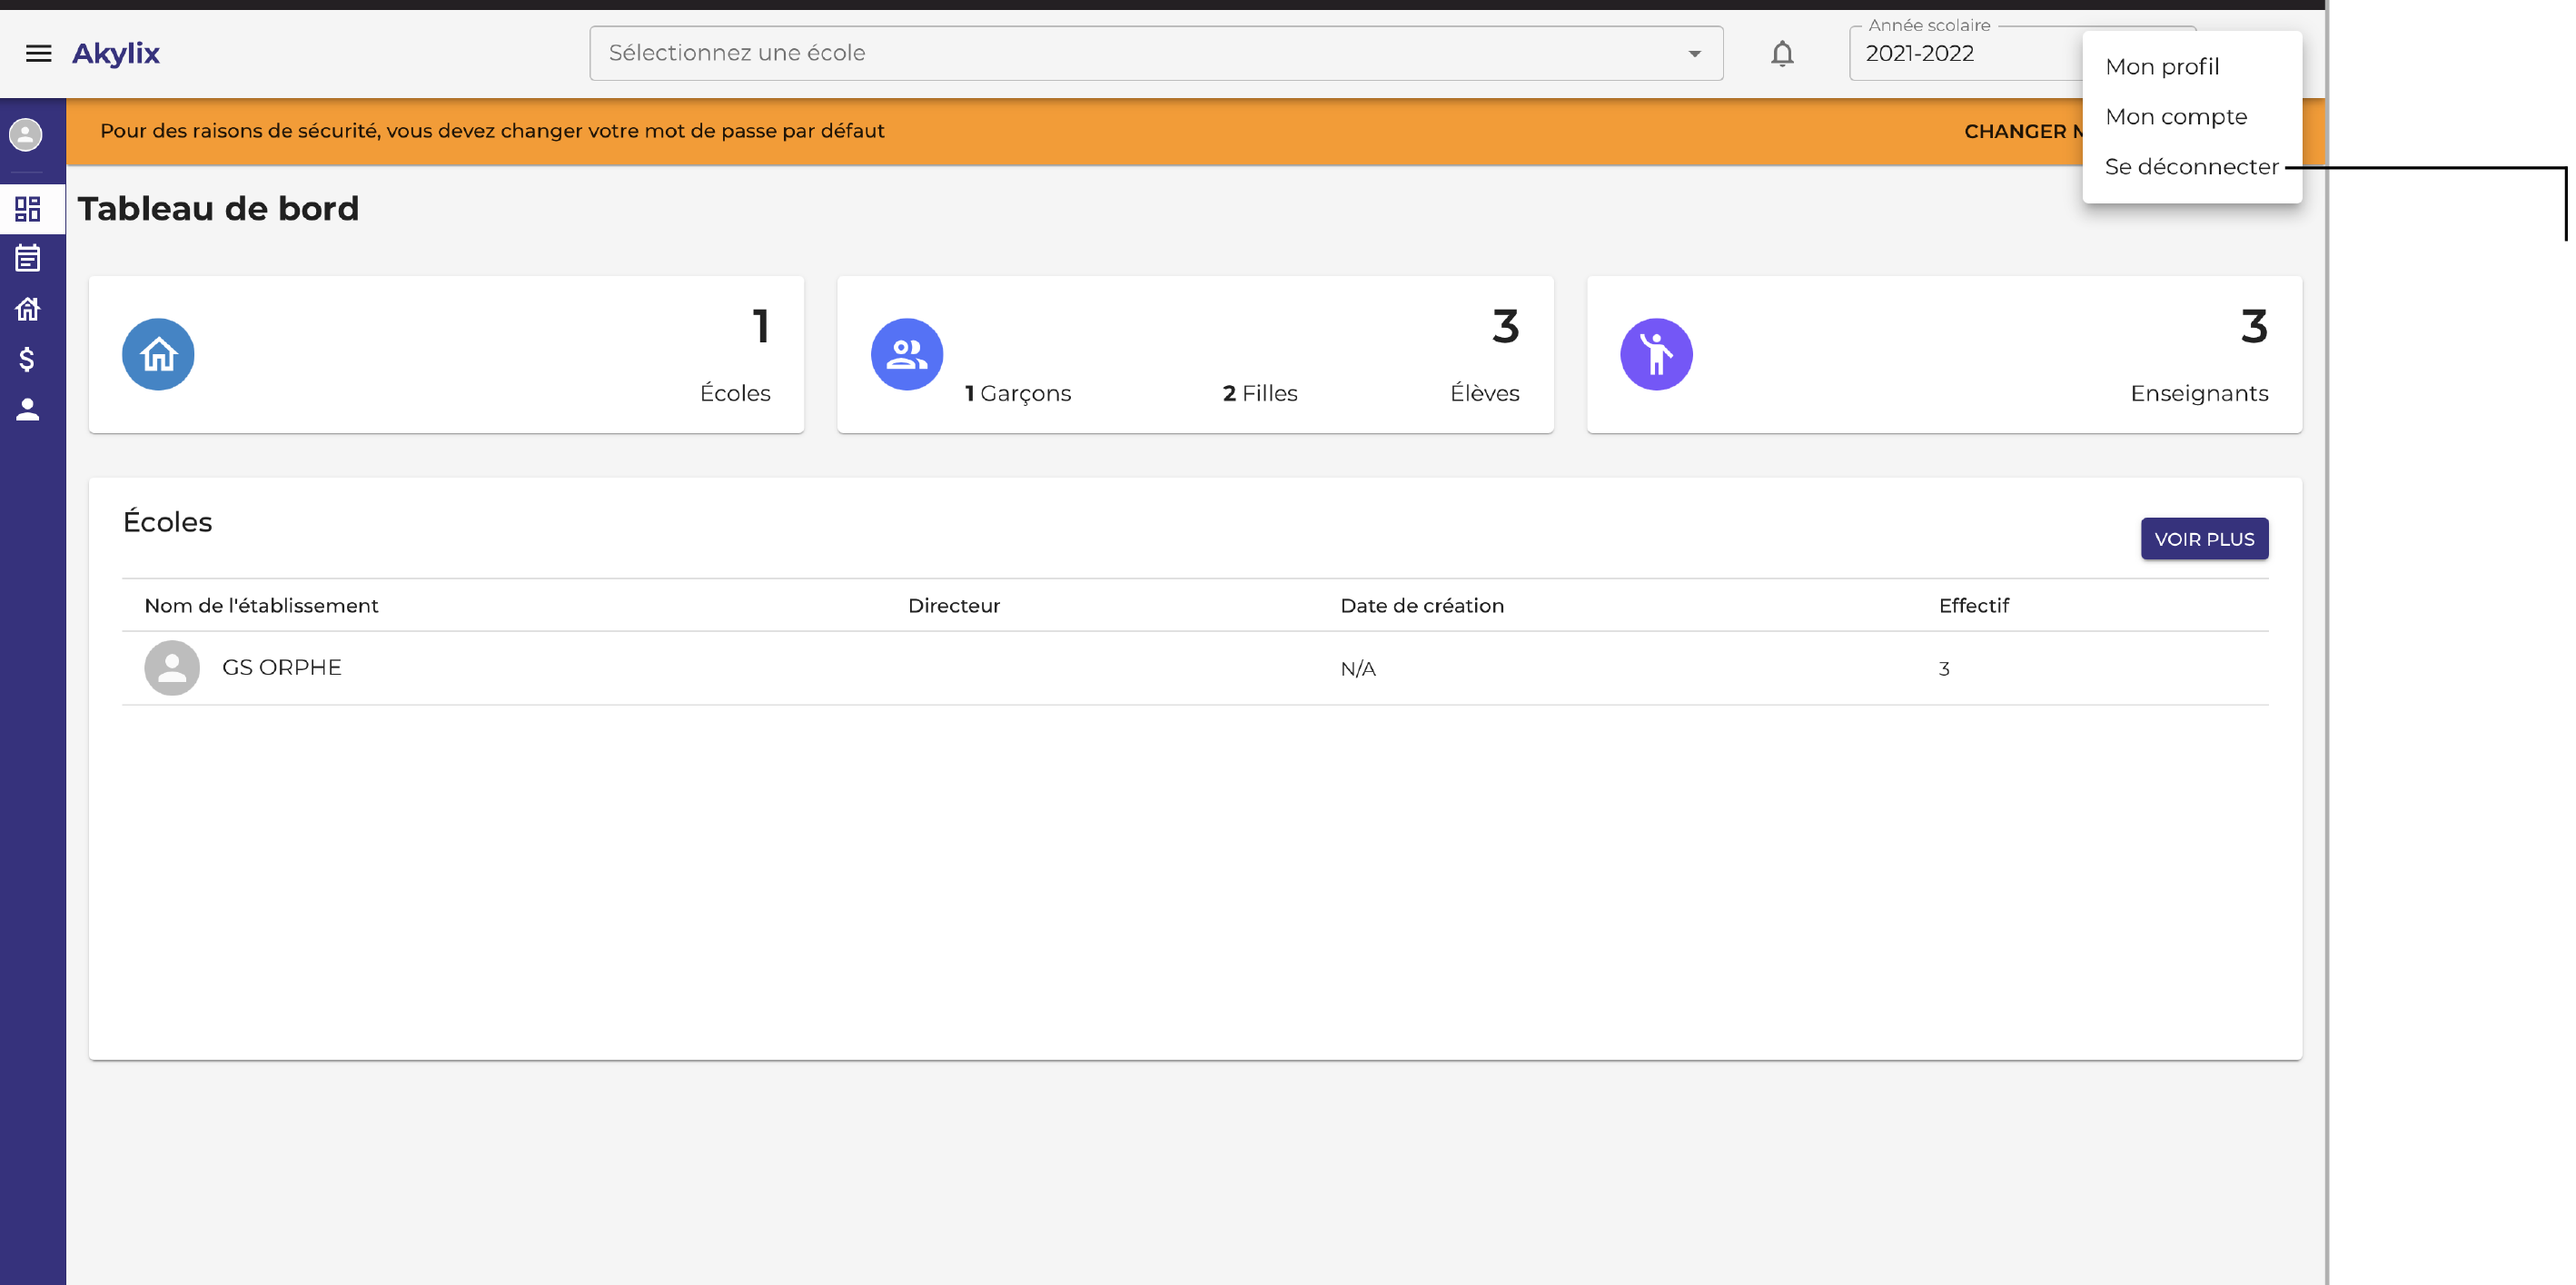 Akylix
Sélectionnez une école
Année scolaire
2021-2022
Mon profil
Mon compte
Se déconnecter
Pour des raisons de sécurité, vous devez changer votre mot de passe par défaut
CHANGER
Tableau de bord
1
Écoles
1 Garçons
2 Filles
3
Élèves
3
Enseignants
Écoles
VOIR PLUS
Nom de l'établissement Directeur Date de création Effectif
GS ORPHE N/A 3